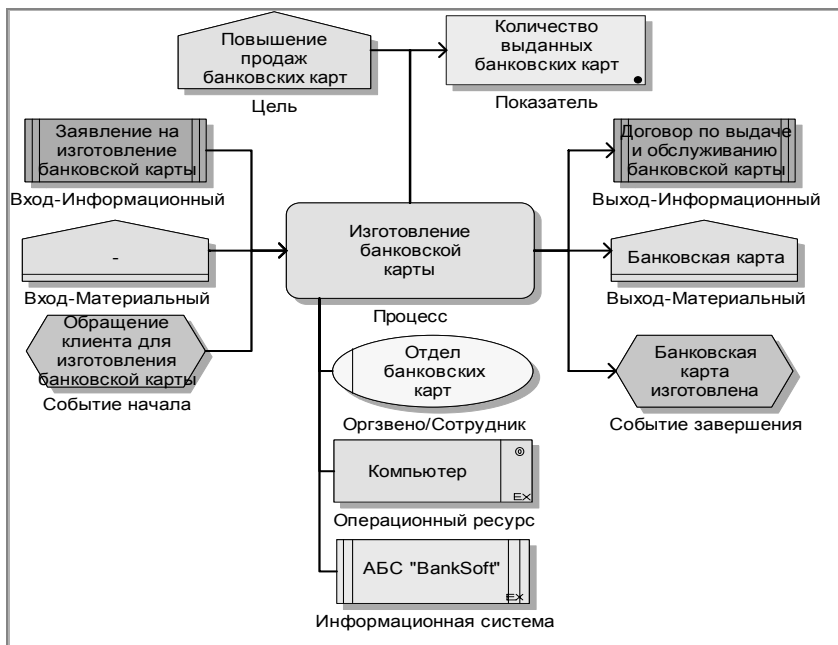 Повышение
продаж
банковских карт
Цель
Количество
выданных
банковских карт
Показатель
Заявление на
изготовление
банковской карты
Вход-Информационный
-
Вход-Материальный
Обращение
клиента для
изготовления
банковской карты
Событие начала
Изготовление
банковской
карты
Процесс
Отдел
банковских
карт
Оргзвено/Сотрудник
Компьютер
EX
Операционный ресурс
АБС "BankSoft"
EX
Информационная система
Договор по выдаче
и обслуживанию
банковской карты
Выход-Информационный
Банковская карта
Выход-Материальный
Банковская
карта
изготовлена
Событие завершения